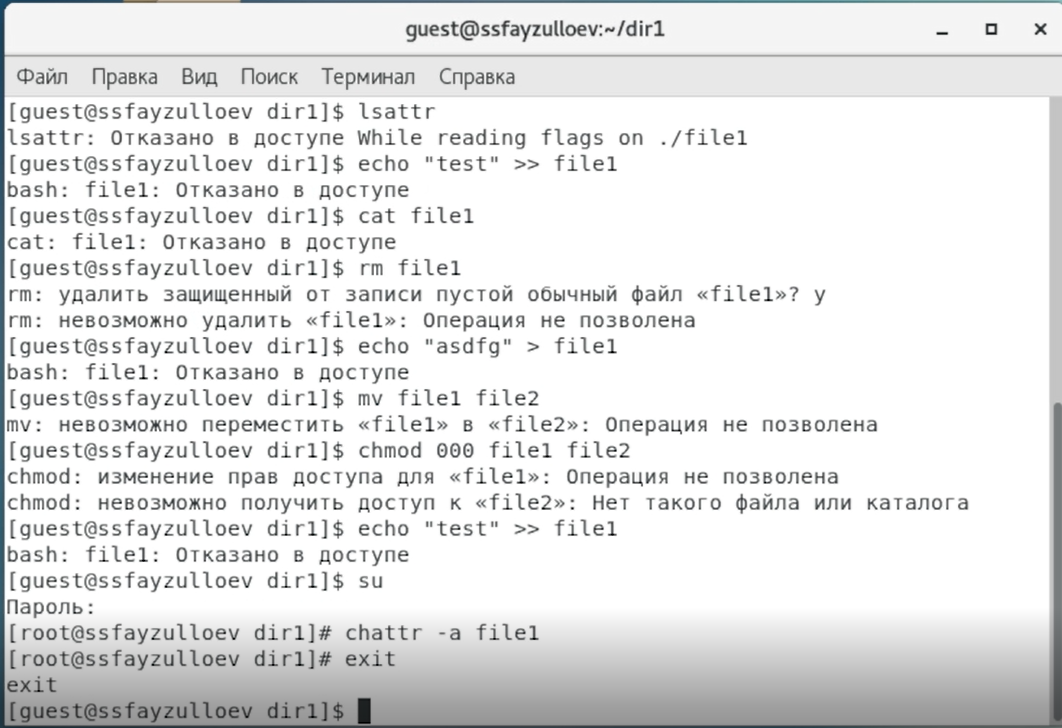 guest@ssfayzulloev:~/dir1
Файл Правка Вид Поиск Терминал Справка
[guest@ssfayzulloev dir1]$ lsattr
lsattr: Отказано в доступе While reading flags on ./file1
[guest@ssfayzulloev dir1]$ echo "test" >> file1
bash: file1: Отказано в доступе
[guest@ssfayzulloev dir1]$ cat file1
cat: file1: Отказано в доступе
[guest@ssfayzulloev dir1]$ rm file1
rm: удалить защищенный от записи пустой обычный файл «file1»? y
rm: невозможно удалить «file1»: Операция не позволена
[guest@ssfayzulloev dir1]$ echo "asdfg" > file1
bash: file1: Отказано в доступе
[guest@ssfayzulloev dir1]$ mv file1 file2
mv: невозможно переместить «file1» в «file2»: Операция не позволена
[guest@ssfayzulloev dir1]$ chmod 000 file1 file2
chmod: изменение прав доступа для «file1»: Операция не позволена
chmod: невозможно получить доступ к «file2»: Нет такого файла или каталога
[guest@ssfayzulloev dir1]$ echo "test" >> file1
bash: file1: Отказано в доступе
[guest@ssfayzulloev dir1]$ su
Пароль:
[root@ssfayzulloev dir1]# chattr -a file1
[root@ssfayzulloev dir1]# exit
exit
[guest@ssfayzulloev dir1]$